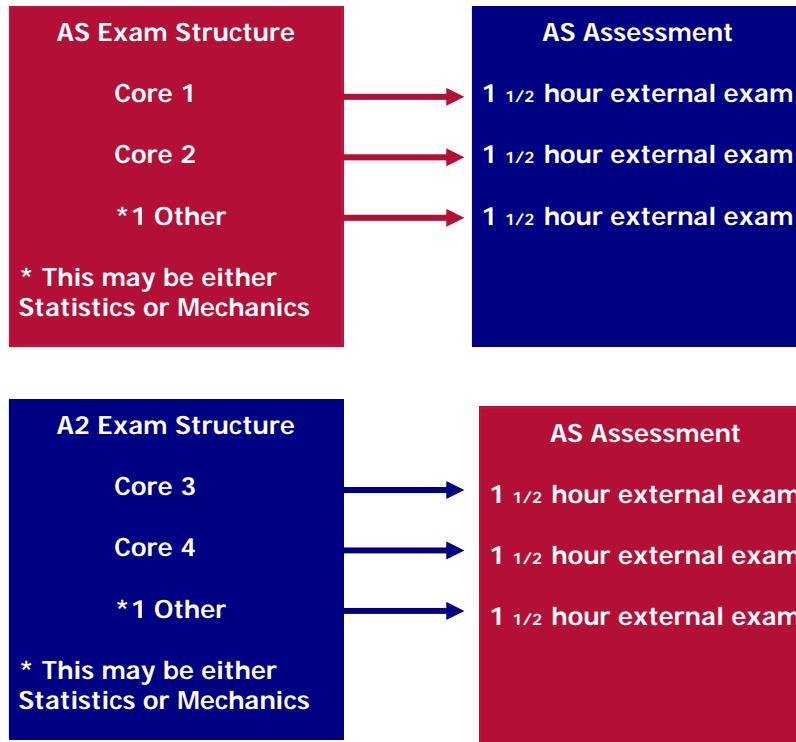 AS Exam Structure
Core 1
Core 2
*1 Other
* This may be either
Statistics or Mechanics
AS Assessment
1 1/2 hour external exam
1 1/2 hour external exam
1 1/2 hour external exam
A2 Exam Structure
Core 3
Core 4
*1 Other
* This may be either
Statistics or Mechanics
AS Assessment
1 1/2 hour external exam
1 1/2 hour external exam
1 1/2 hour external exam